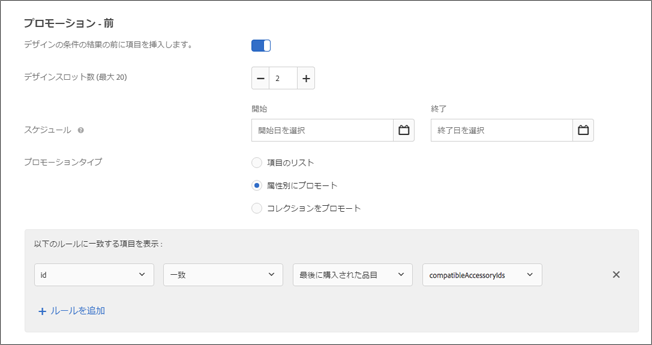 プロモーション - 前
デザインの条件の結果の前に項目を挿入します。
デザインスロット数 (最大 20)
2
開始
終了
スケジュール
開始日を選択
終了日を選択
プロモーションタイプ
項目のリスト
属性別にプロモート
コレクションをプロモート
以下のルールに一致する項目を表示 :
id
一致
最後に購入された品目
compatibleAccessoryIds
+ ルールを追加